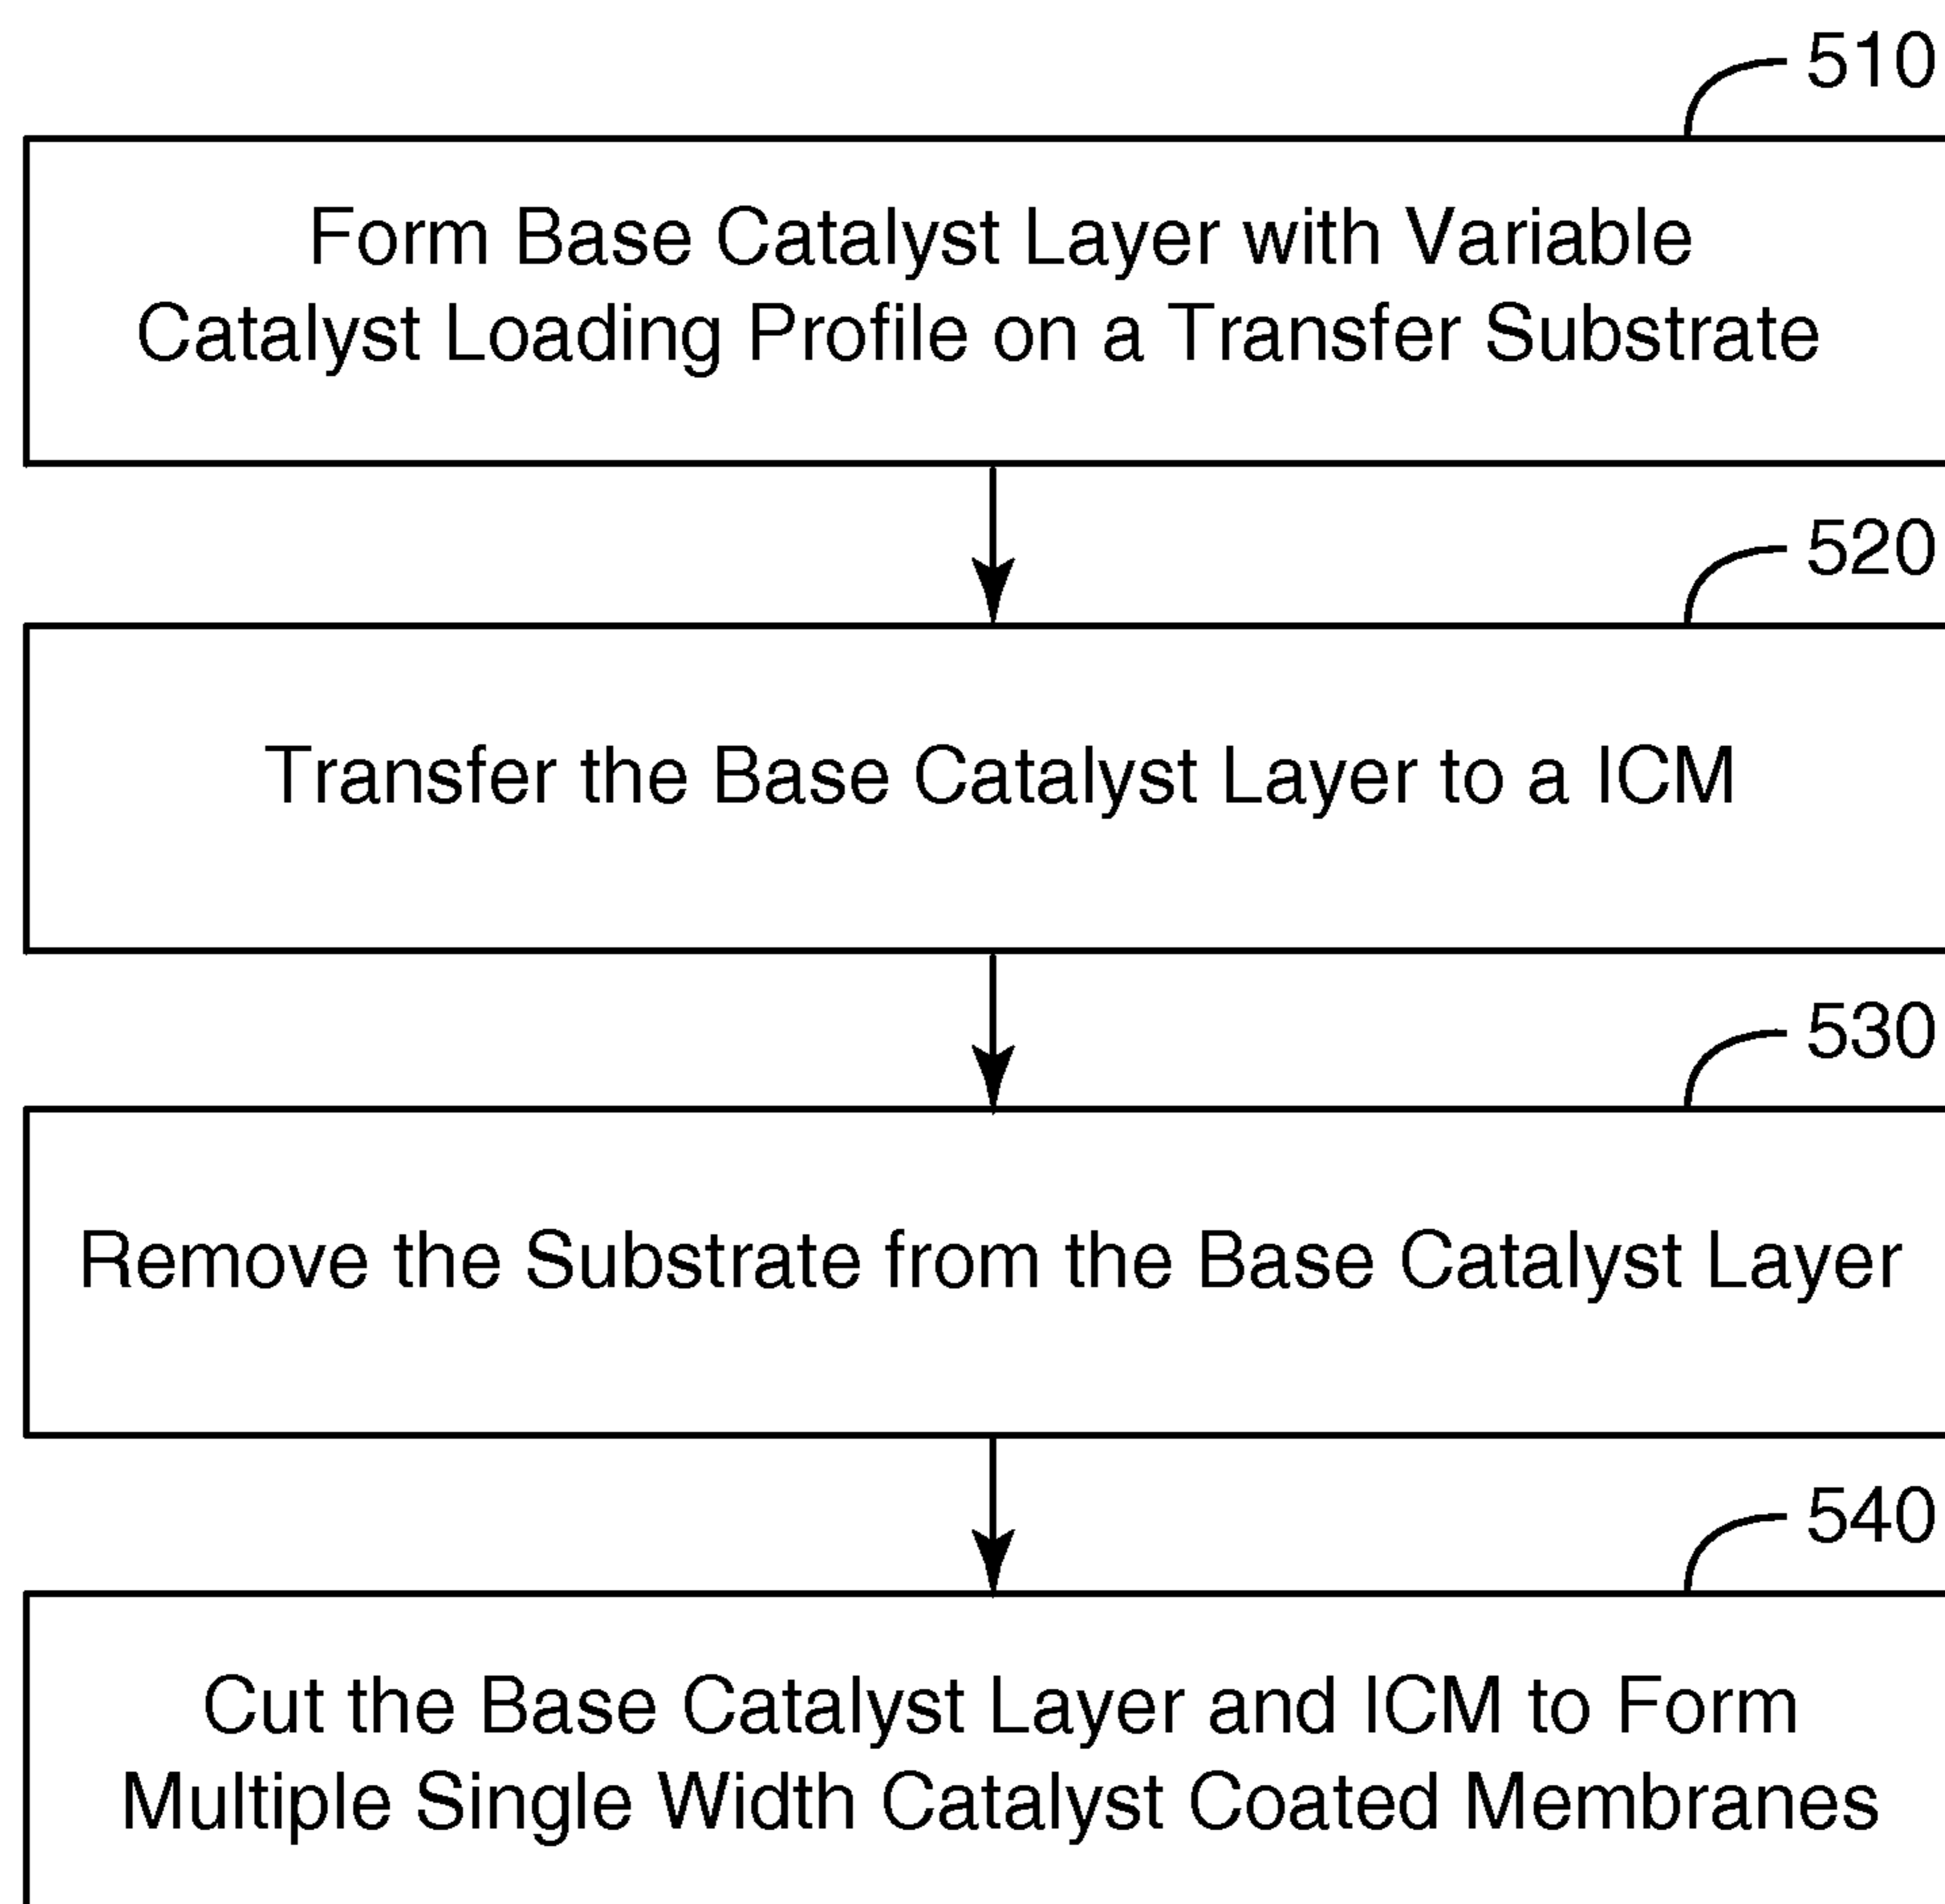 510
Form Base Catalyst Layer with Variable
Catalyst Loading Profile on a Transfer Substrate
520
Transfer the Base Catalyst Layer to a ICM
530
Remove the Substrate from the Base Catalyst Layer
540
Cut the Base Catalyst Layer and ICM to Form
Multiple Single Width Catalyst Coated Membranes